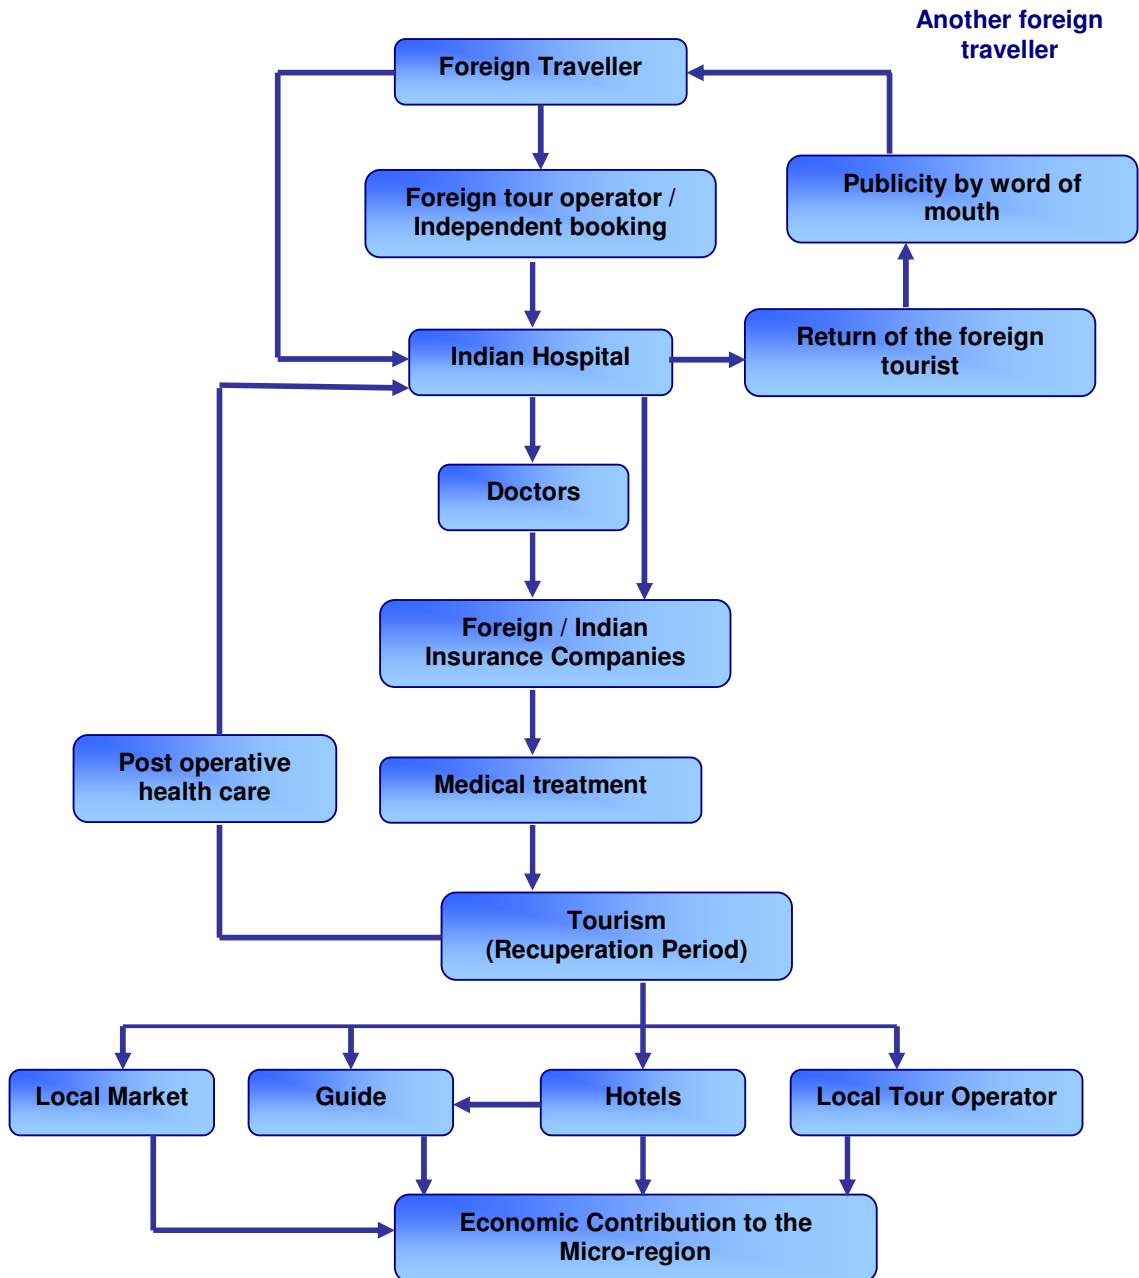 Another foreign
traveller
Foreign Traveller
Foreign tour operator /
Independent booking
Publicity by word of
mouth
Indian Hospital
Return of the foreign
tourist
Doctors
Foreign / Indian
Insurance Companies
Post operative
health care
Medical treatment
Tourism
(Recuperation Period)
Local Market
Guide
Hotels
Local Tour Operator
Economic Contribution to the
Micro-region